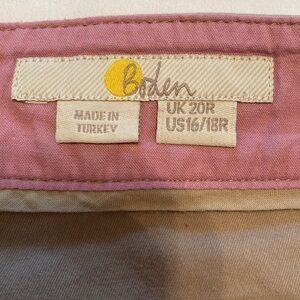 Boden
MADE IN
TURKEY
UK 20R
US16/18R